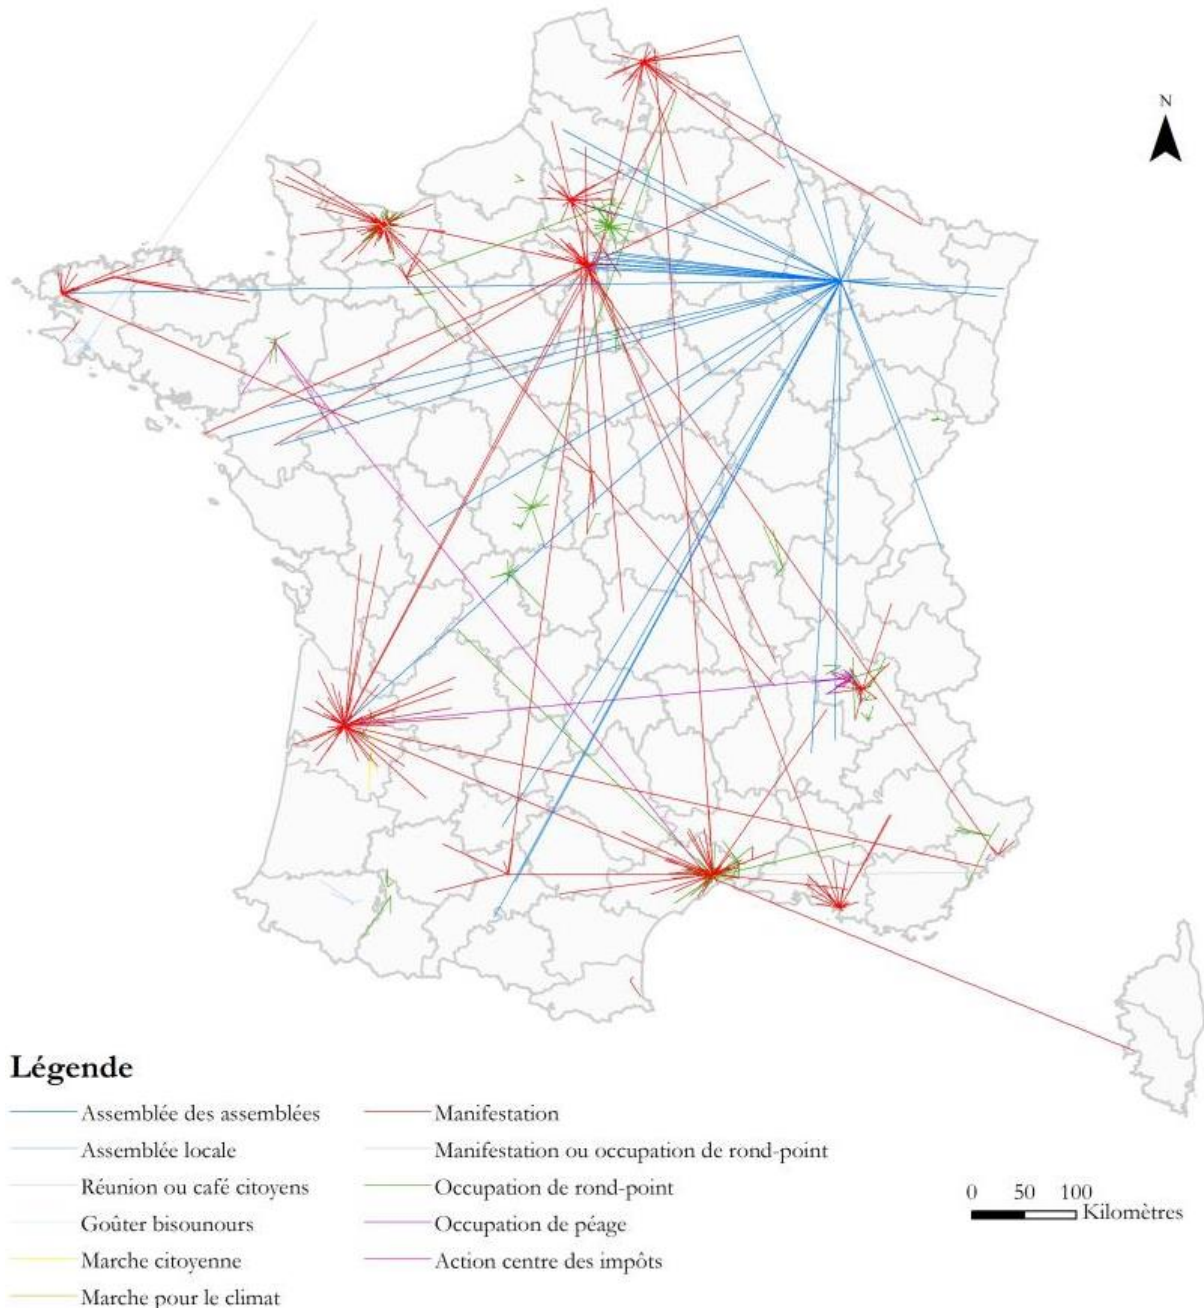 N
Légende
Assemblée des assemblées
Assemblée locale
Réunion ou café citoyens
Goûter bisounours
Marche citoyenne
Marche pour le climat
Manifestation
Manifestation ou occupation de rond-point
Occupation de rond-point
Occupation de péage
Action centre des impôts
0 50 100
Kilomètres